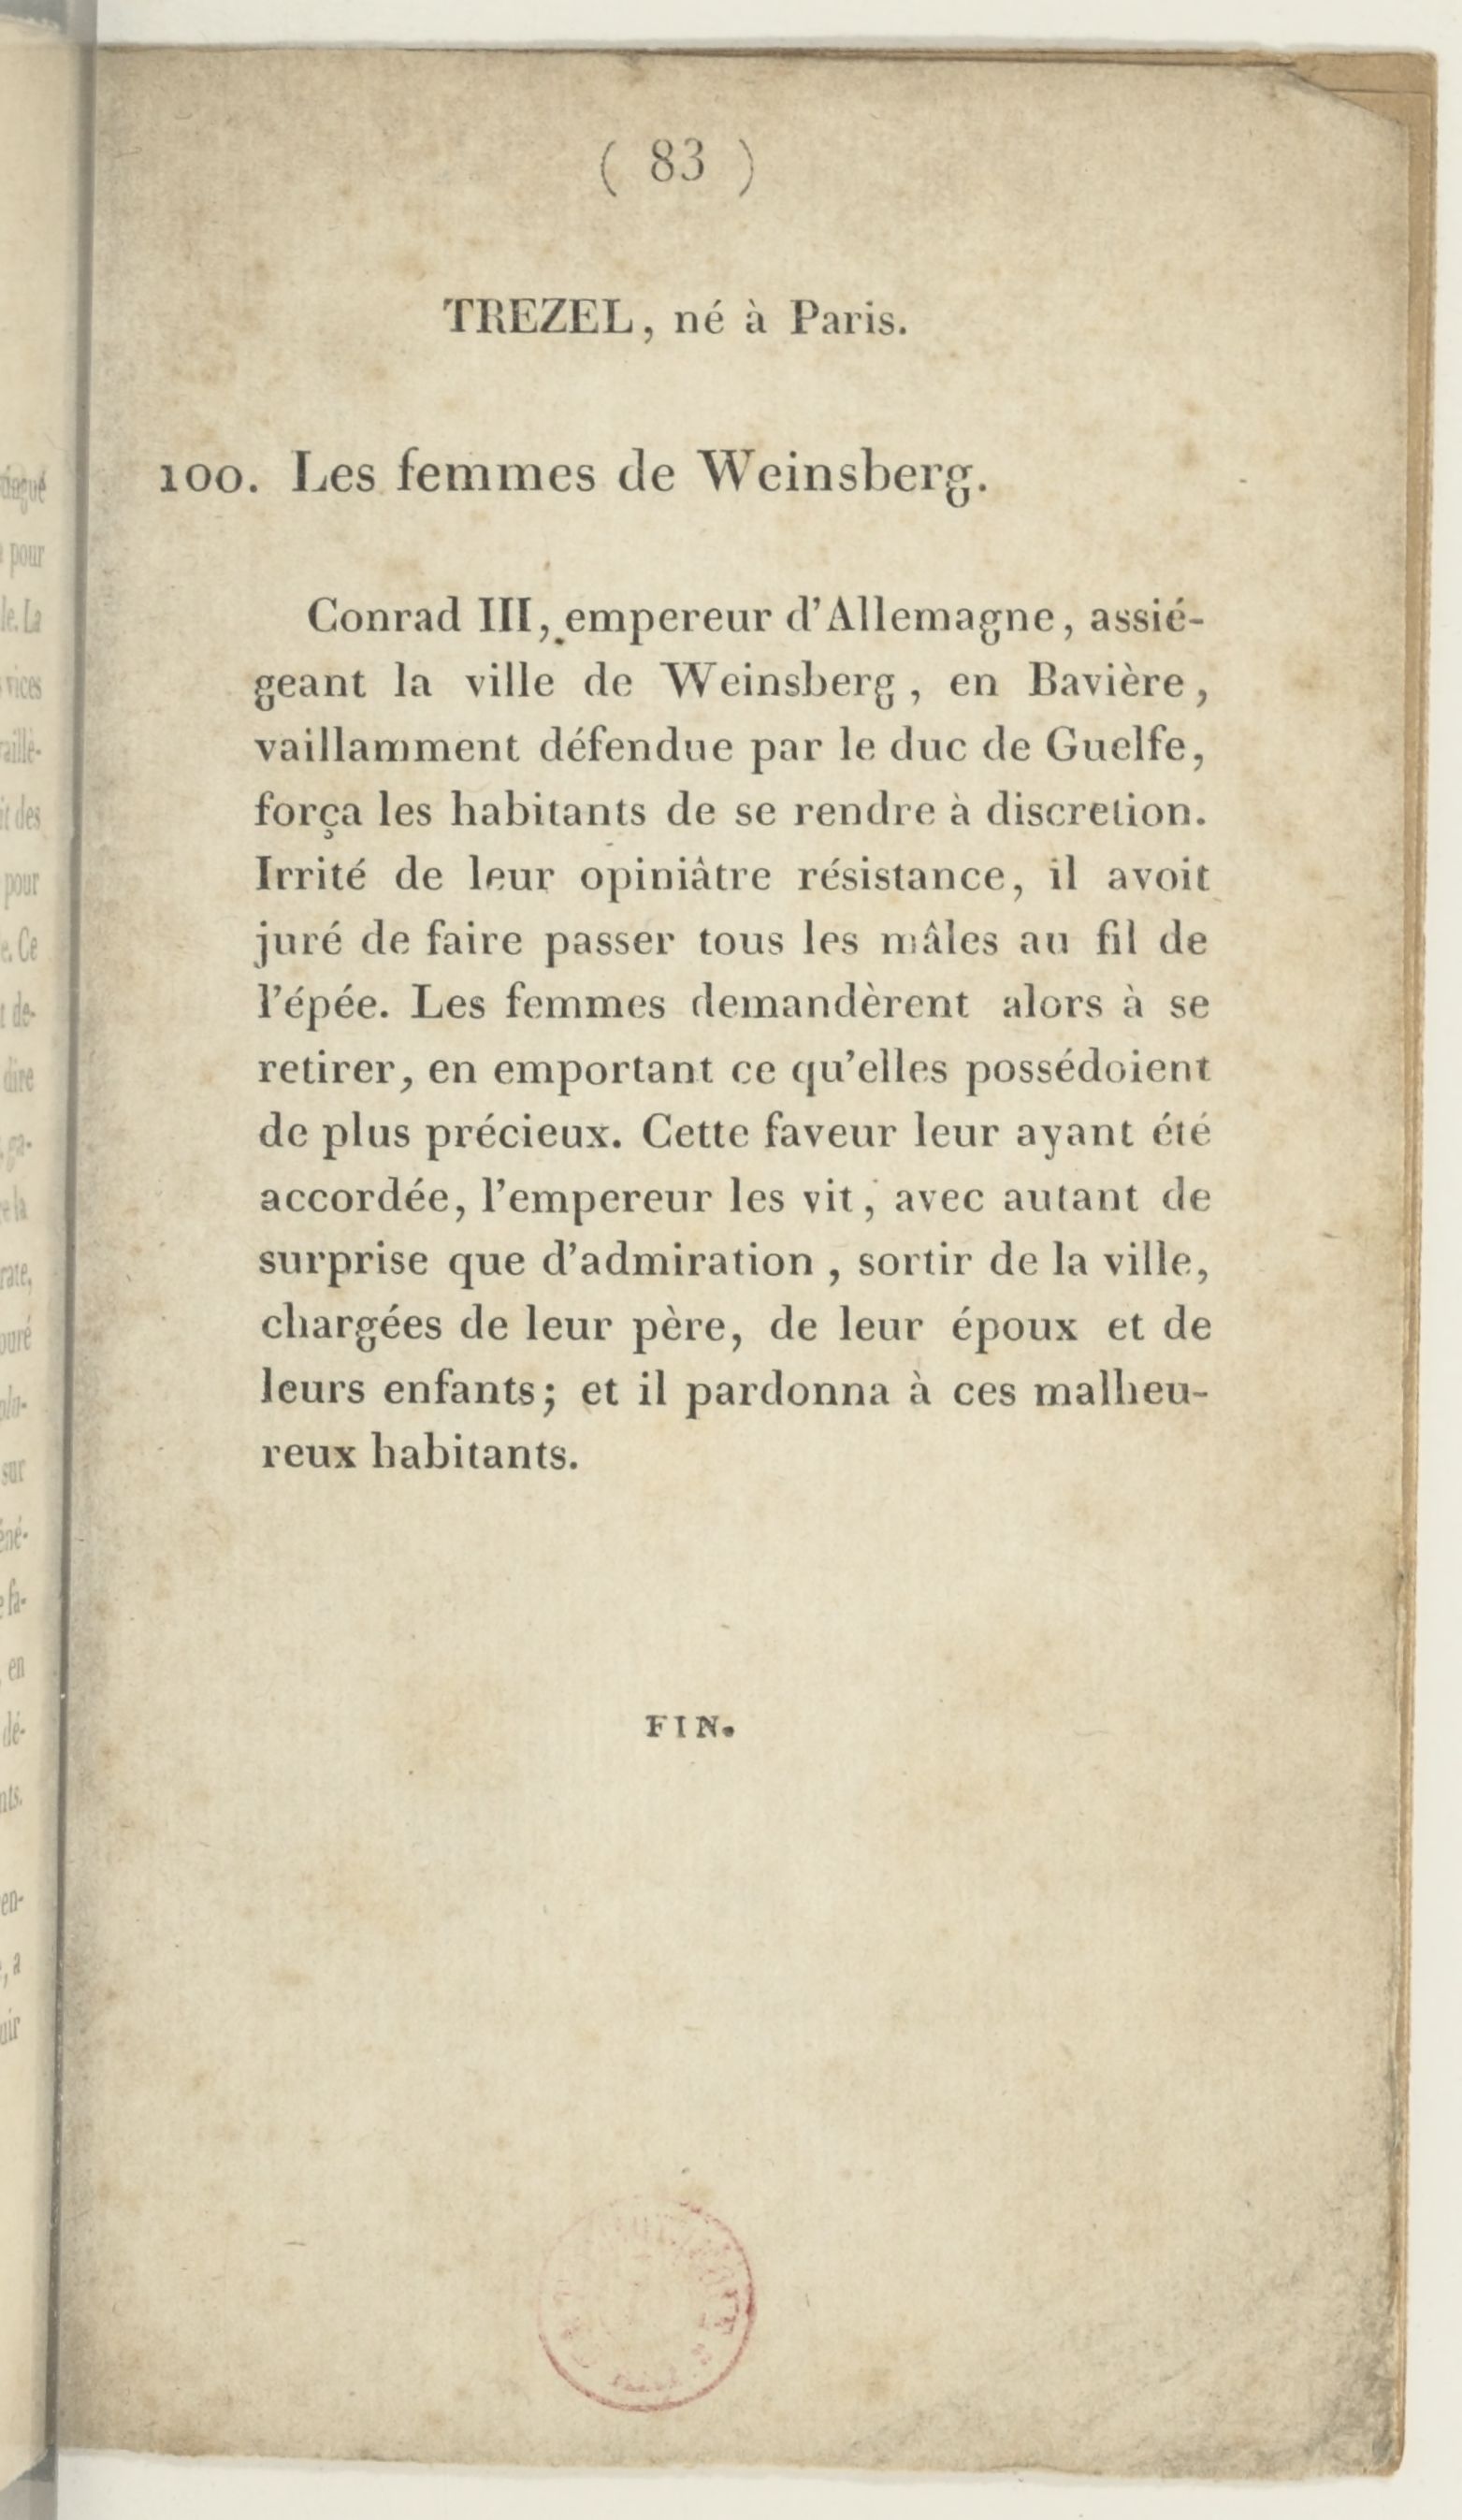 ( 83 )
TREZEL, né à Paris.
100. Les femmes de Weinsberg.
Conrad III, empereur d'Allemagne, assié-
geant la ville de Weinsberg, en Bavière,
vaillamment défendue par le duc de Guelfe,
força les habitants de se rendre à discretion.
Irrité de leur opiniâtre résistance, il avoit
juré de faire passer tous les mâles au fil de
l'épée. Les femmes demandèrent alors à se
retirer, en emportant ce qu'elles possédoient
de plus précieux. Cette faveur leur ayant été
accordée, l'empereur les vit, avec autant de
surprise que d'admiration, sortir de la ville,
chargées de leur père, de leur époux et de
leurs enfants; et il pardonna à ces malheu-
reux habitants.
FIN.